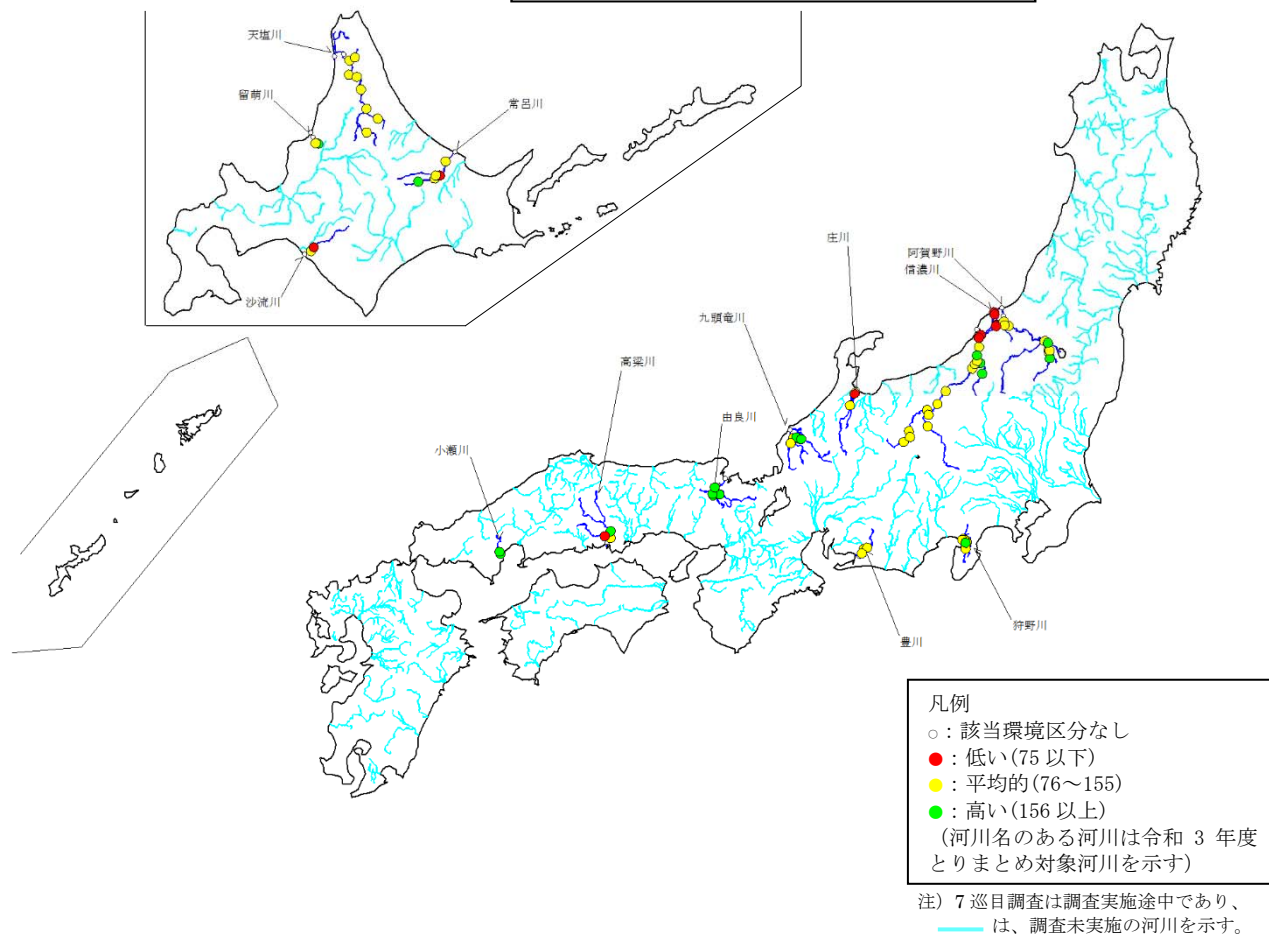 天塩川
留萌川
常呂川
沙流川
庄川
阿賀野川
信濃川
九頭竜川
高梁川
由良川
小瀬川
狩野川
豊川
凡例
○：該当環境区分なし
●：低い(75 以下)
●：平均的(76～155)
●：高い(156 以上)
(河川名のある河川は令和 3 年度
とりまとめ対象河川を示す)
注) 7 巡目調査は調査実施途中であり、
は、調査未実施の河川を示す。